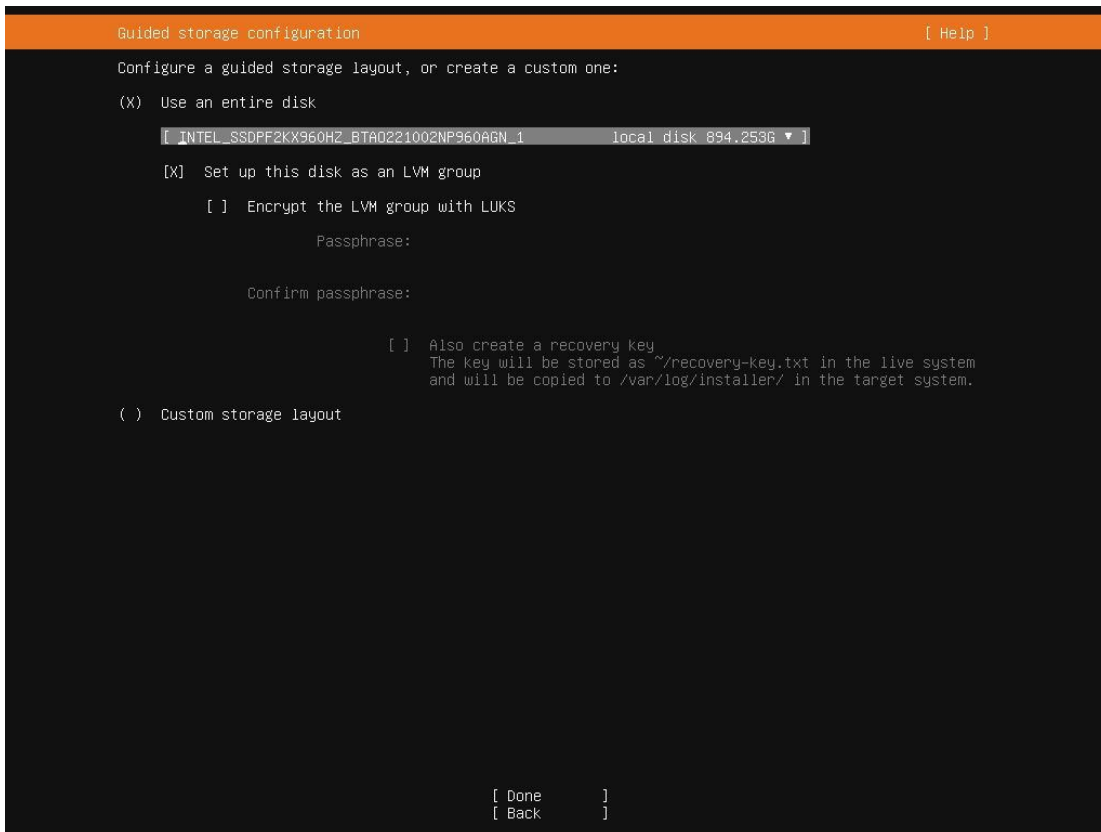 Guided storage configuration [ Help ]
Configure a guided storage layout, or create a custom one:
(X) Use an entire disk
[ INTEL_SSDPF2KX960HZ_BTAO221002NP960AGN_1 local disk 894.253G ▾ ]
[X] Set up this disk as an LVM group
[ ] Encrypt the LVM group with LUKS
Passphrase:
Confirm passphrase:
[ ] Also create a recovery key
The key will be stored as ~/recovery-key.txt in the live system
and will be copied to /var/log/installer/ in the target system.
( ) Custom storage layout
[ Done ]
[ Back ]